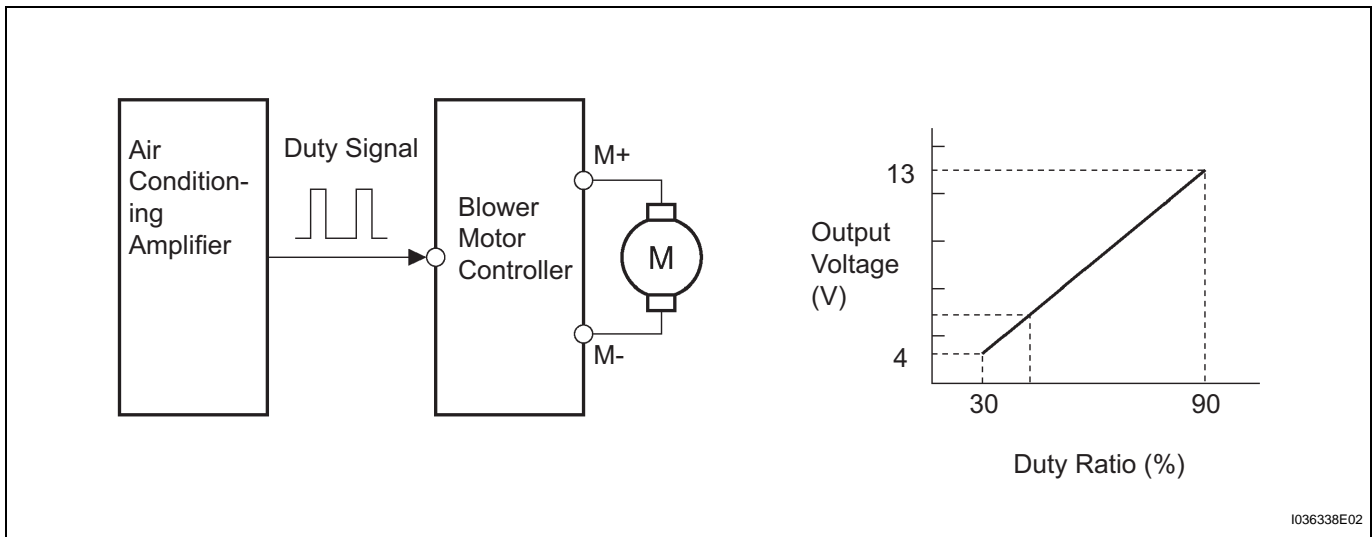 Air
Condition-
ing
Amplifier
Duty Signal
Blower
Motor
Controller
M+
M
M-
Output
Voltage
(V)
13
4
30
90
Duty Ratio (%)
I036338E02